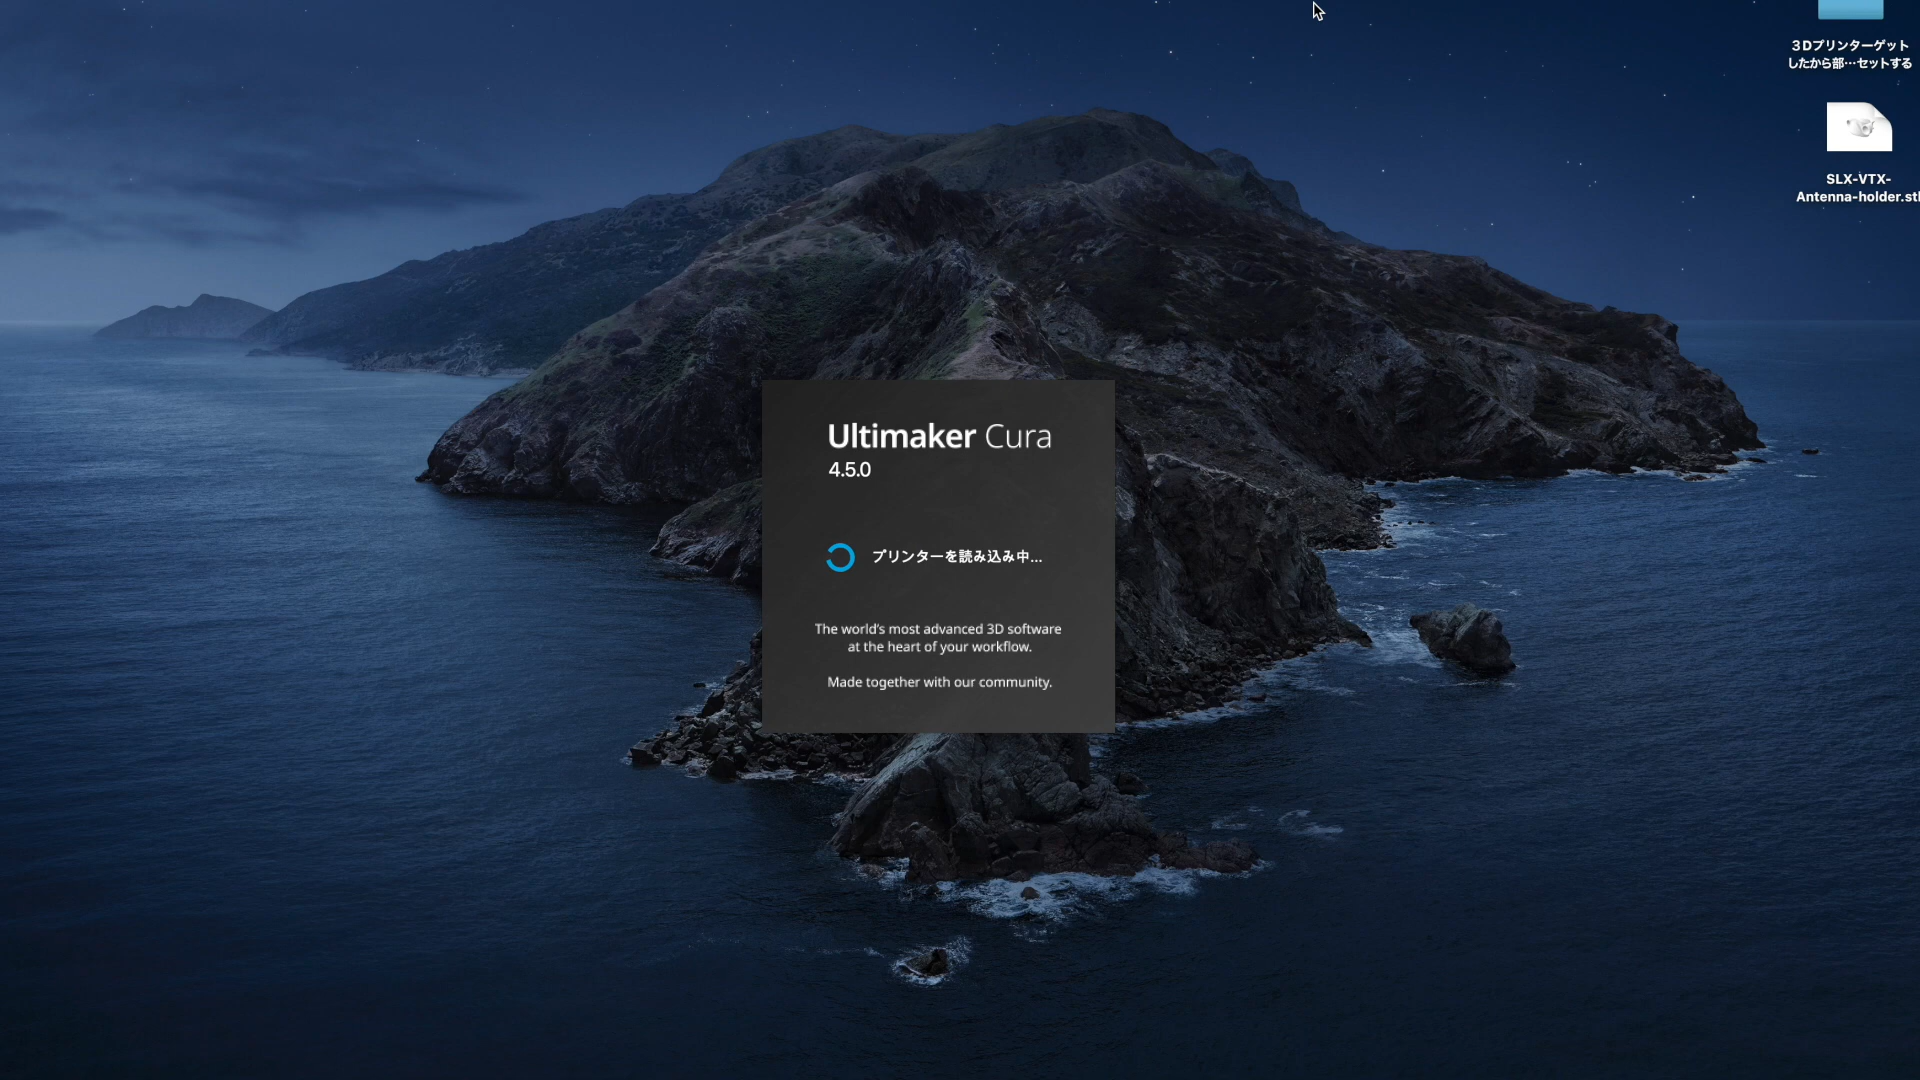 3Dプリンターゲット
したから部…セットする
SLX-VTX-
Antenna-holder.stl
Ultimaker Cura
4.5.0
プリンターを読み込み中...
The world's most advanced 3D software
at the heart of your workflow.
Made together with our community.